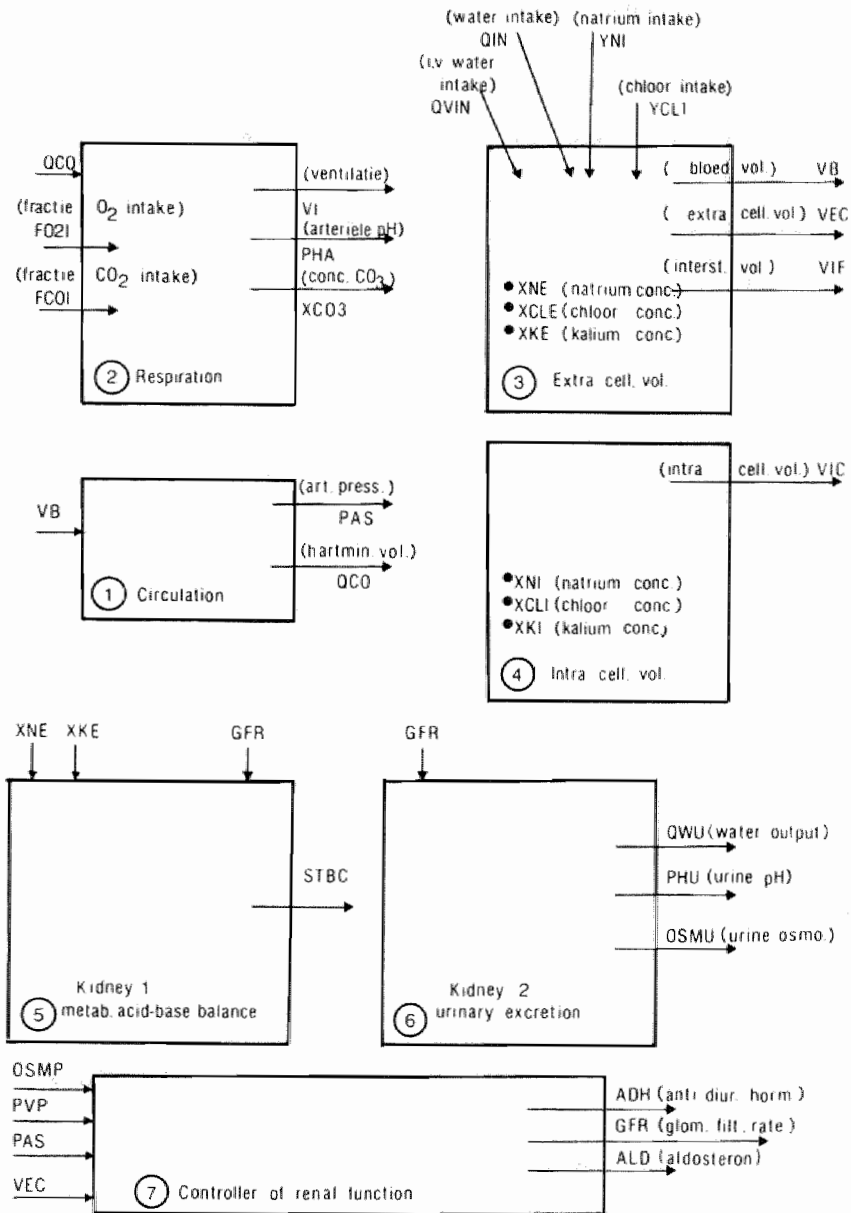 (water intake) (natrium intake)
QIN YNI
(i.v water
intake)
QVIN
(chloor intake)
YCLI
QCO
(fractie O2 intake)
FO2I
(fractie CO2 intake)
FCOI
(ventilatie)
VI
(arteriele pH)
PHA
(conc. CO3)
XCO3
2 Respiration
( bloed vol.) VB
( extra cell. vol) VEC
(interst. vol ) VIF
• XNE (natrium conc.)
• XCLE (chloor conc.)
• XKE (kalium conc.)
3 Extra cell. vol.
VB
(art. press.)
PAS
(hartmin. vol.)
QCO
1 Circulation
(intra cell. vol.) VIC
• XNI (natrium conc.)
• XCLI (chloor conc.)
• XKI (kalium conc)
4 Intra cell. vol.
XNE XKE GFR
STBC
Kidney 1
5 metab. acid-base balance
GFR
QWU (water output)
PHU (urine pH)
OSMU (urine osmo.)
Kidney 2
6 urinary excretion
OSMP
PVP
PAS
VEC
ADH (anti diur. horm.)
GFR (glom. filt. rate)
ALD (aldosteron)
7 Controller of renal function